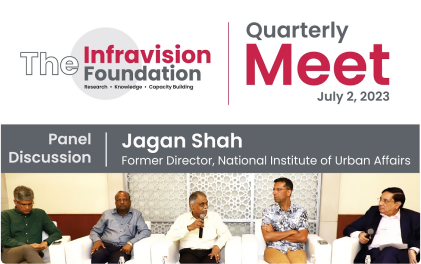 The Infravision
Foundation
Research • Knowledge • Capacity Building
Quarterly
Meet
July 2, 2023
Panel
Discussion
Jagan Shah
Former Director, National Institute of Urban Affairs